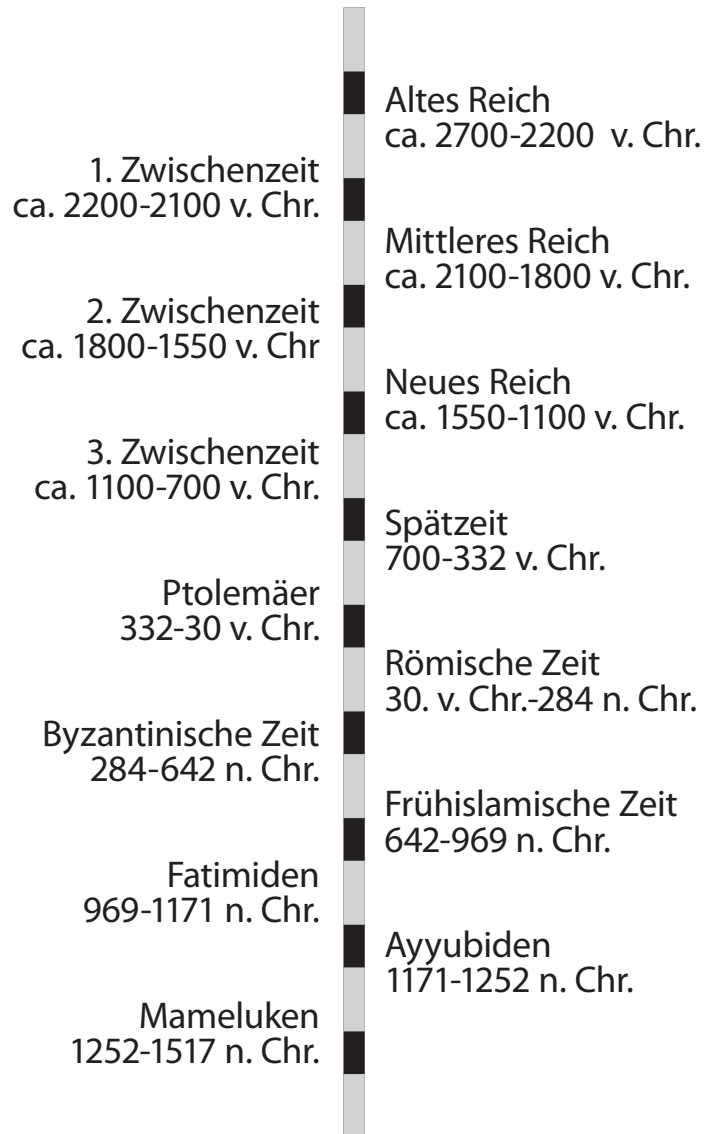 Altes Reich
ca. 2700-2200 v. Chr.
1. Zwischenzeit
ca. 2200-2100 v. Chr.
Mittleres Reich
ca. 2100-1800 v. Chr.
2. Zwischenzeit
ca. 1800-1550 v. Chr
Neues Reich
ca. 1550-1100 v. Chr.
3. Zwischenzeit
ca. 1100-700 v. Chr.
Spätzeit
700-332 v. Chr.
Ptolemäer
332-30 v. Chr.
Römische Zeit
30. v. Chr.-284 n. Chr.
Byzantinische Zeit
284-642 n. Chr.
Frühislamische Zeit
642-969 n. Chr.
Fatimiden
969-1171 n. Chr.
Ayyubiden
1171-1252 n. Chr.
Mameluken
1252-1517 n. Chr.